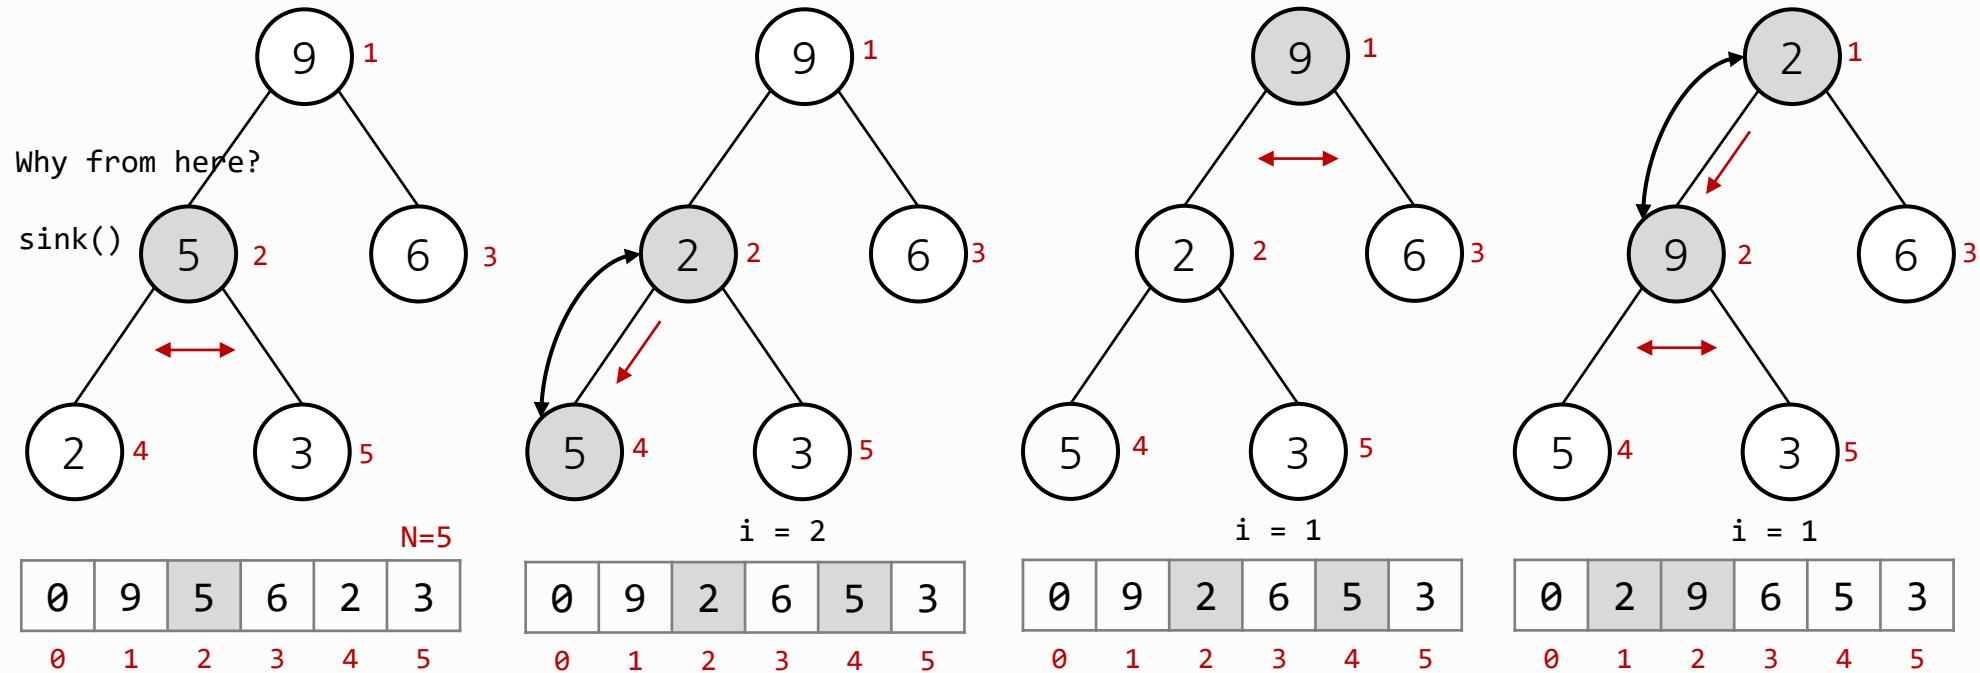 9 1
9 1
9 1
2 1
Why from here?
sink() 5 2 6 3
2 2 6 3
2 2 6 3
9 2 6 3
2 4 3 5
5 4 3 5
5 4 3 5
5 4 3 5
N=5
i = 2
i = 1
i = 1
0 9 5 6 2 3
0 9 2 6 5 3
0 9 2 6 5 3
0 2 9 6 5 3
0 1 2 3 4 5
0 1 2 3 4 5
0 1 2 3 4 5
0 1 2 3 4 5